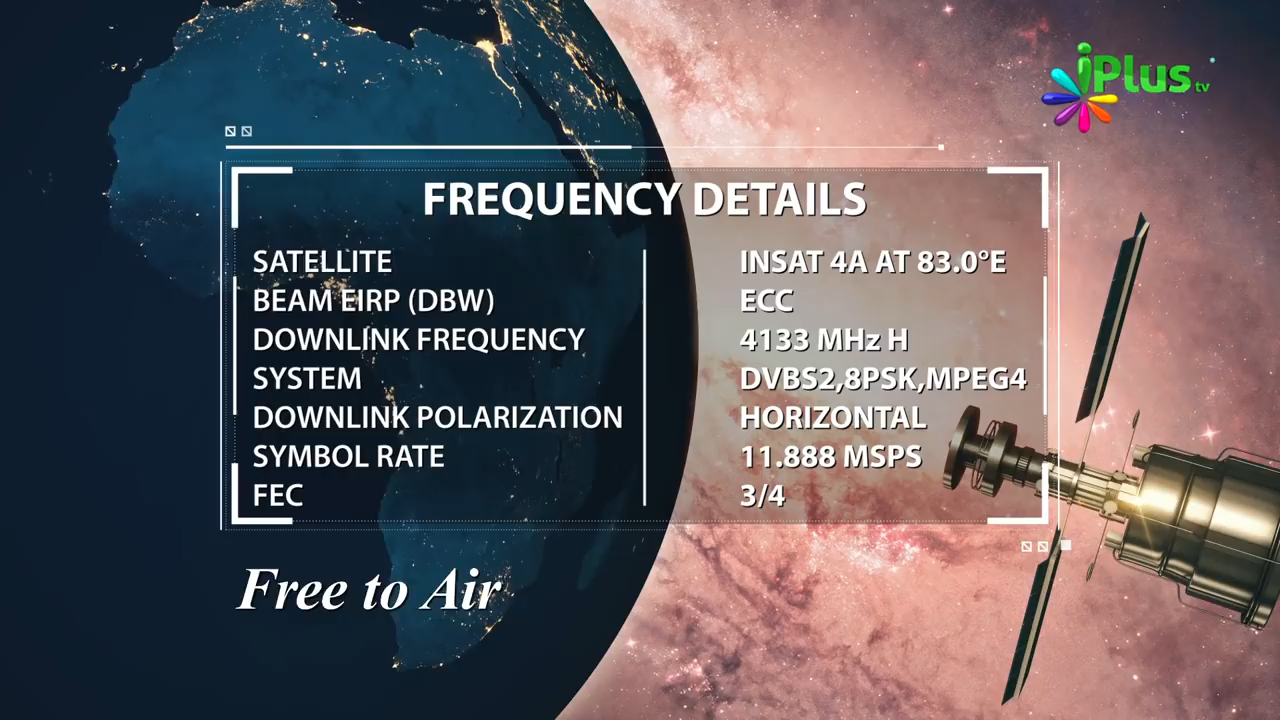 iPlus tv
FREQUENCY DETAILS
SATELLITE INSAT 4A AT 83.0°E
BEAM EIRP (DBW) ECC
DOWNLINK FREQUENCY 4133 MHz H
SYSTEM DVBS2,8PSK,MPEG4
DOWNLINK POLARIZATION HORIZONTAL
SYMBOL RATE 11.888 MSPS
FEC 3/4
Free to Air